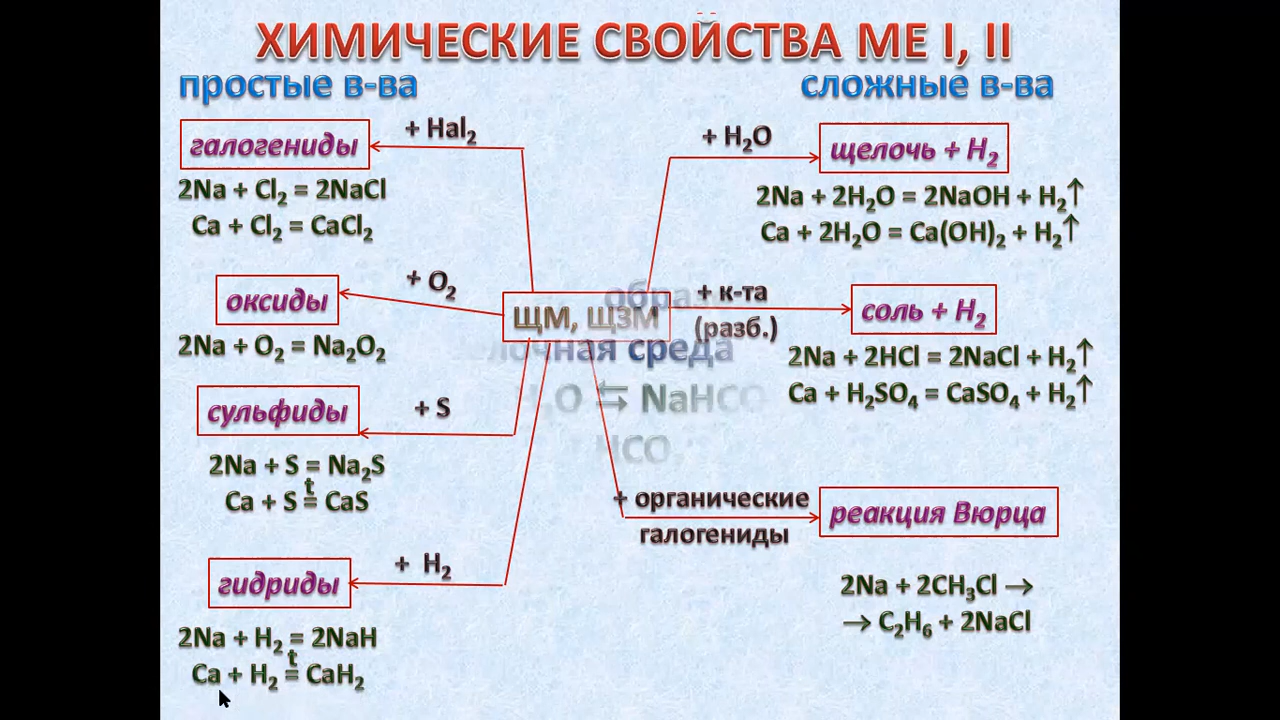 ХИМИЧЕСКИЕ СВОЙСТВА МЕ I, II
простые в-ва
сложные в-ва
+ Hal₂
галогениды
2Na + Cl₂ = 2NaCl
Ca + Cl₂ = CaCl₂
+ O₂
оксиды
2Na + O₂ = Na₂O₂
+ S
сульфиды
2Na + S = Na₂S
t
Ca + S = CaS
+ H₂
гидриды
2Na + H₂ = 2NaH
t
Ca + H₂ = CaH₂
ЩМ, ЩЗМ
среда
⇆ NaHCO
+ H₂O
щелочь + H₂
2Na + 2H₂O = 2NaOH + H₂↑
Ca + 2H₂O = Ca(OH)₂ + H₂↑
+ к-та
(разб.)
соль + H₂
2Na + 2HCl = 2NaCl + H₂↑
Ca + H₂SO₄ = CaSO₄ + H₂↑
+ органические
галогениды
реакция Вюрца
2Na + 2CH₃Cl →
→ C₂H₆ + 2NaCl